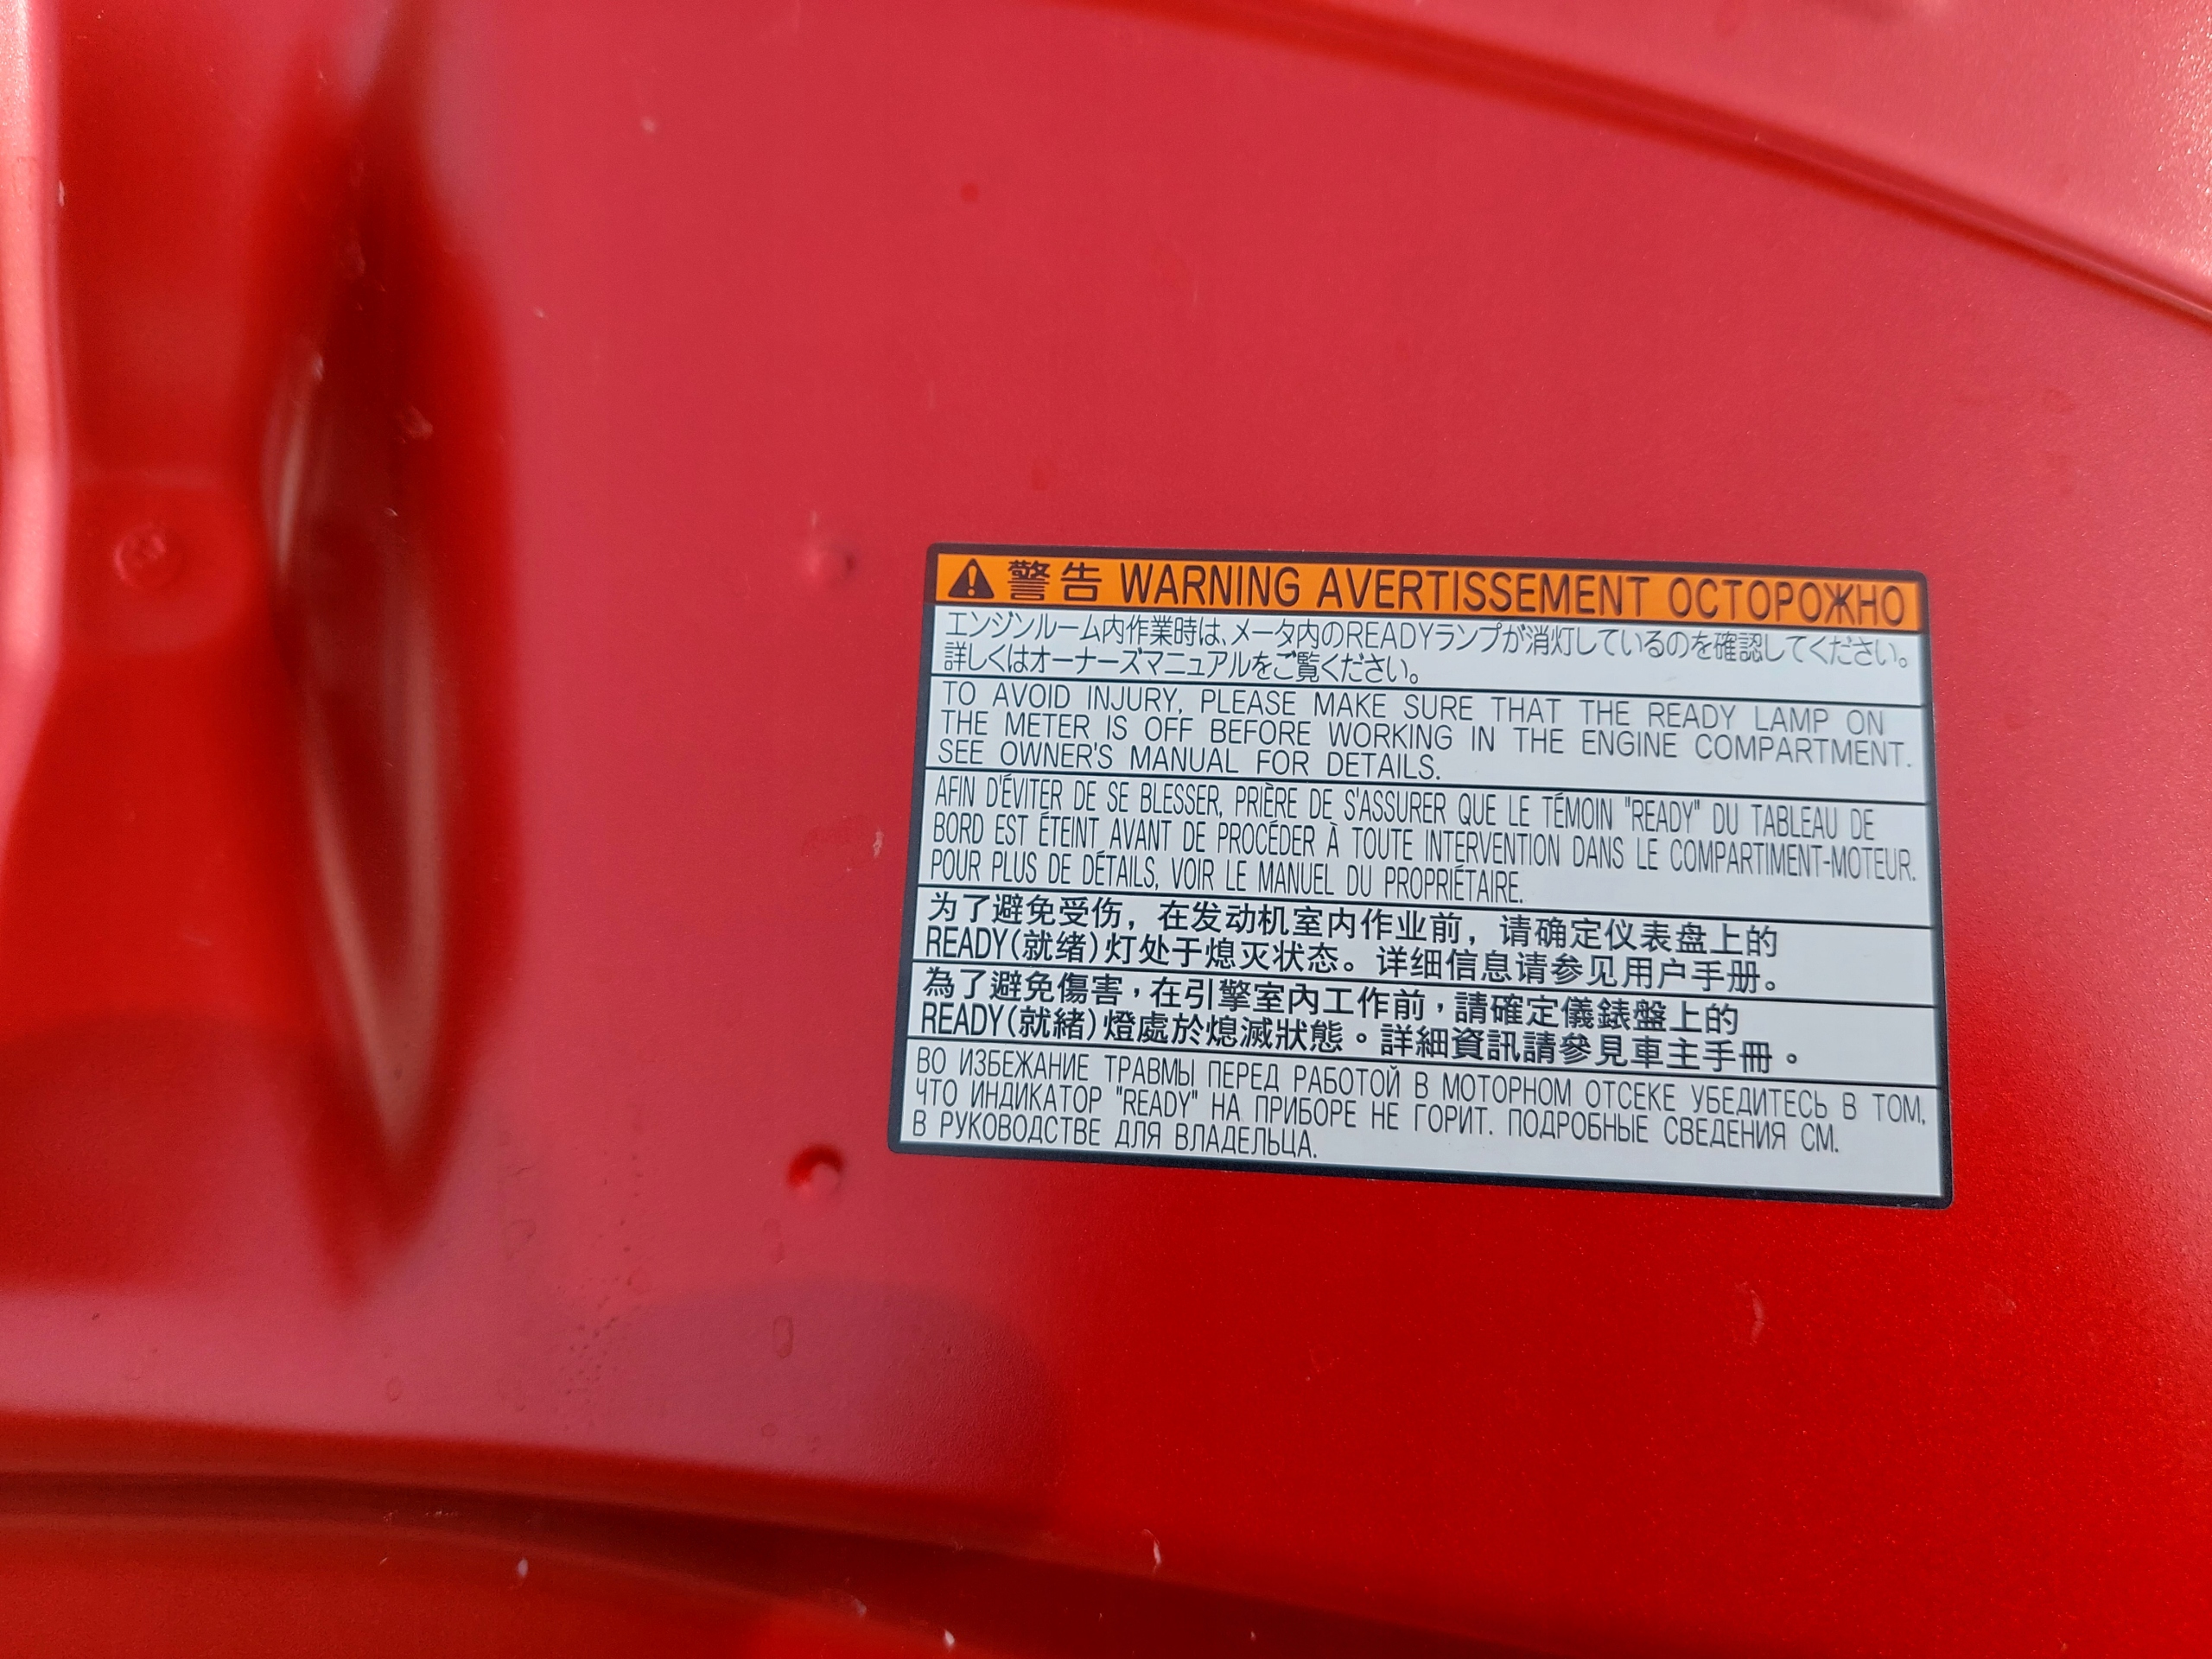 警告 WARNING AVERTISSEMENT ОСТОРОЖНО
エンジンルーム内作業時は、メータ内のREADYランプが消灯しているのを確認してください。
詳しくはオーナーズマニュアルをご覧ください。
TO AVOID INJURY, PLEASE MAKE SURE THAT THE READY LAMP ON
THE METER IS OFF BEFORE WORKING IN THE ENGINE COMPARTMENT.
SEE OWNER'S MANUAL FOR DETAILS.
AFIN D'ÉVITER DE SE BLESSER, PRIÈRE DE S'ASSURER QUE LE TÉMOIN "READY" DU TABLEAU DE
BORD EST ÉTEINT AVANT DE PROCÉDER À TOUTE INTERVENTION DANS LE COMPARTIMENT-MOTEUR.
POUR PLUS DE DÉTAILS, VOIR LE MANUEL DU PROPRIÉTAIRE.
为了避免受伤，在发动机室内作业前，请确定仪表盘上的
READY(就绪)灯处于熄灭状态。详细信息请参见用户手册。
為了避免傷害，在引擎室內工作前，請確定儀錶盤上的
READY(就緒)燈處於熄滅狀態。詳細資訊請參見車主手冊。
ВО ИЗБЕЖАНИЕ ТРАВМЫ ПЕРЕД РАБОТОЙ В МОТОРНОМ ОТСЕКЕ УБЕДИТЕСЬ В ТОМ,
ЧТО ИНДИКАТОР "READY" НА ПРИБОРЕ НЕ ГОРИТ. ПОДРОБНЫЕ СВЕДЕНИЯ СМ.
В РУКОВОДСТВЕ ДЛЯ ВЛАДЕЛЬЦА.